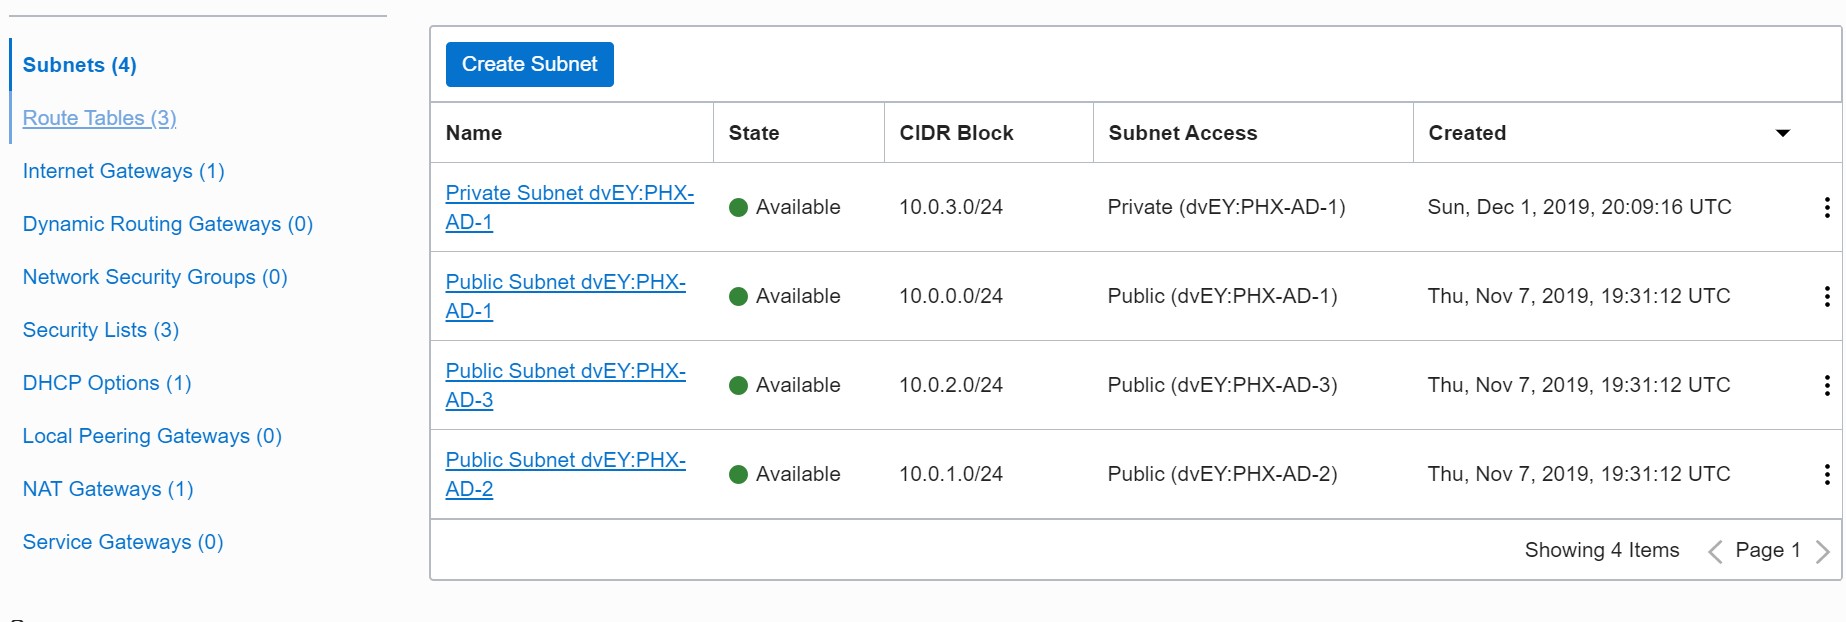 Subnets (4)
Route Tables (3)
Internet Gateways (1)
Dynamic Routing Gateways (0)
Network Security Groups (0)
Security Lists (3)
DHCP Options (1)
Local Peering Gateways (0)
NAT Gateways (1)
Service Gateways (0)
Create Subnet
Name State CIDR Block Subnet Access Created
Private Subnet dvEY:PHX-
AD-1 Available 10.0.3.0/24 Private (dvEY:PHX-AD-1) Sun, Dec 1, 2019, 20:09:16 UTC
Public Subnet dvEY:PHX-
AD-1 Available 10.0.0.0/24 Public (dvEY:PHX-AD-1) Thu, Nov 7, 2019, 19:31:12 UTC
Public Subnet dvEY:PHX-
AD-3 Available 10.0.2.0/24 Public (dvEY:PHX-AD-3) Thu, Nov 7, 2019, 19:31:12 UTC
Public Subnet dvEY:PHX-
AD-2 Available 10.0.1.0/24 Public (dvEY:PHX-AD-2) Thu, Nov 7, 2019, 19:31:12 UTC
Showing 4 Items Page 1